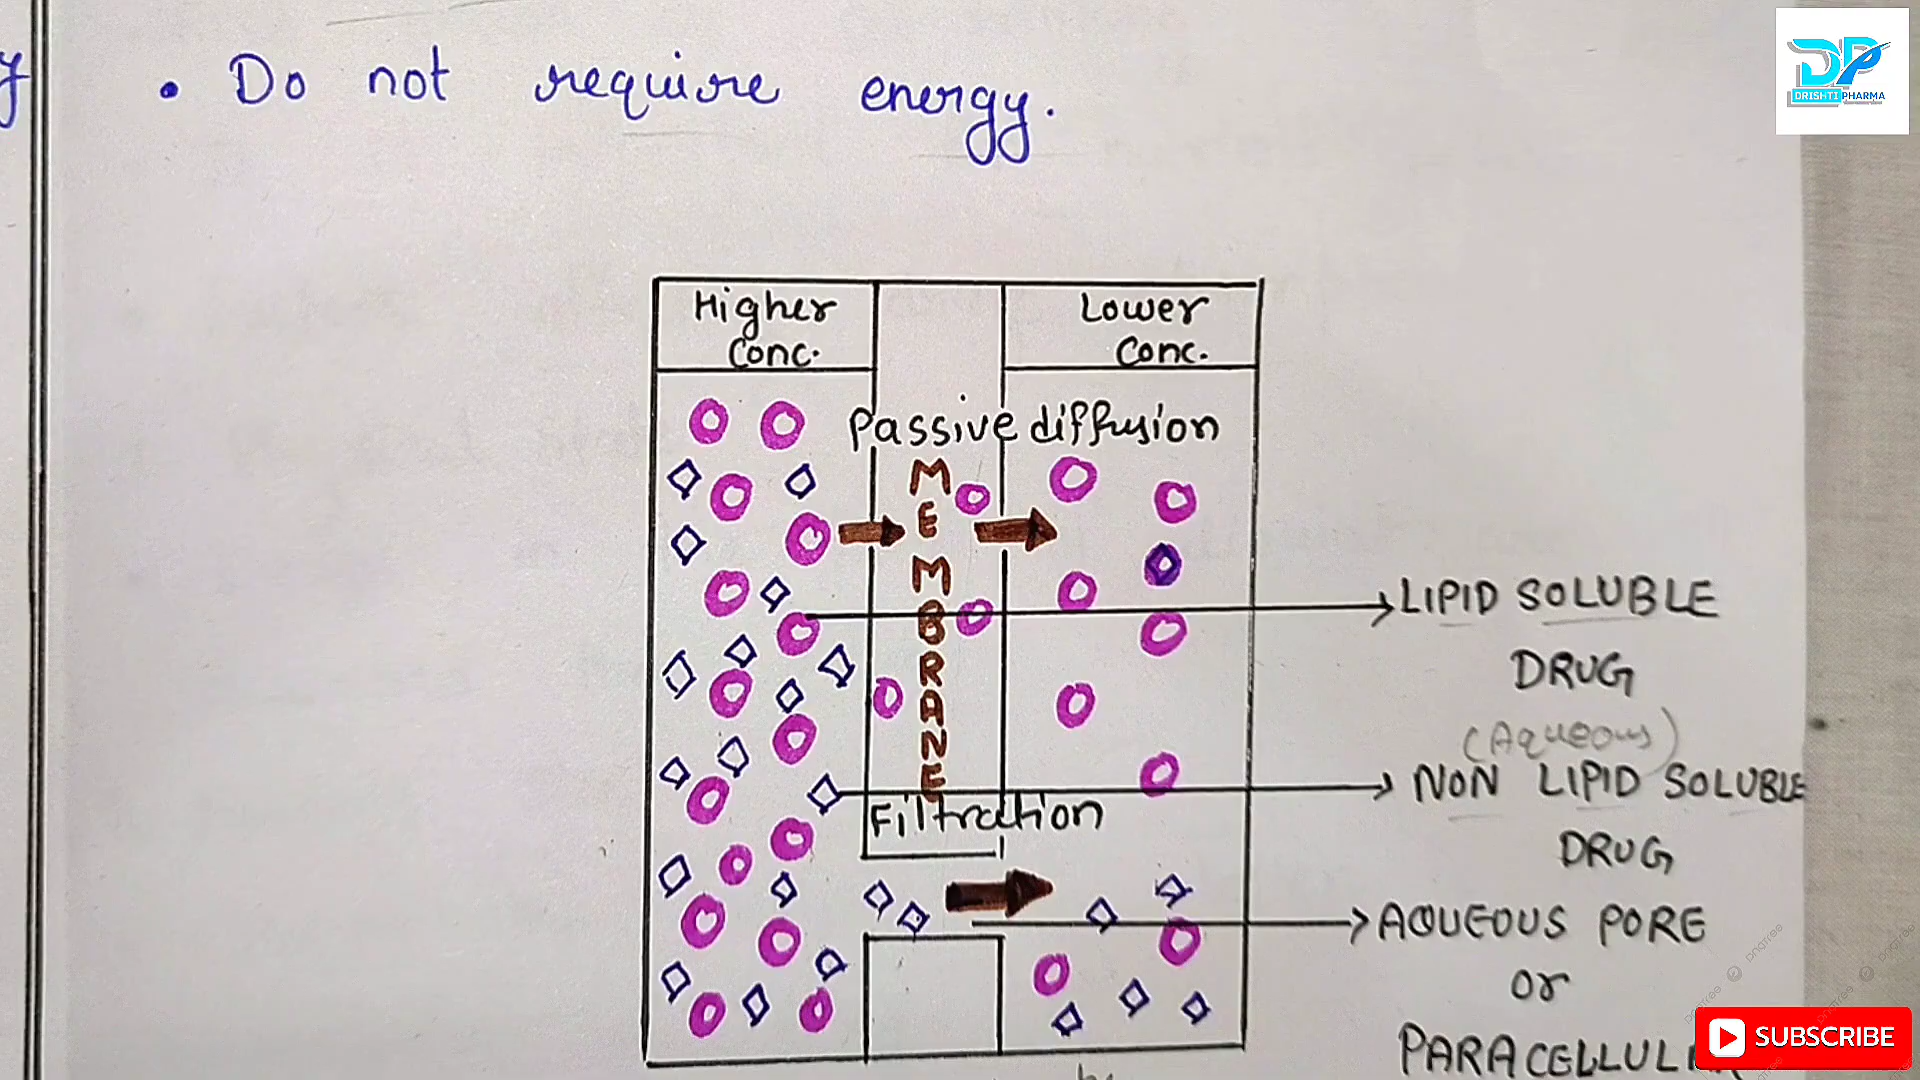 • Do not require energy.
DP
DRISHTI PHARMA
Higher
Conc.
Lower
Conc.
Passive diffusion
MEMBRANE
LIPID SOLUBLE
DRUG
(Aqueous)
NON LIPID SOLUBLE
DRUG
Filtration
AQUEOUS PORE
or
SUBSCRIBE